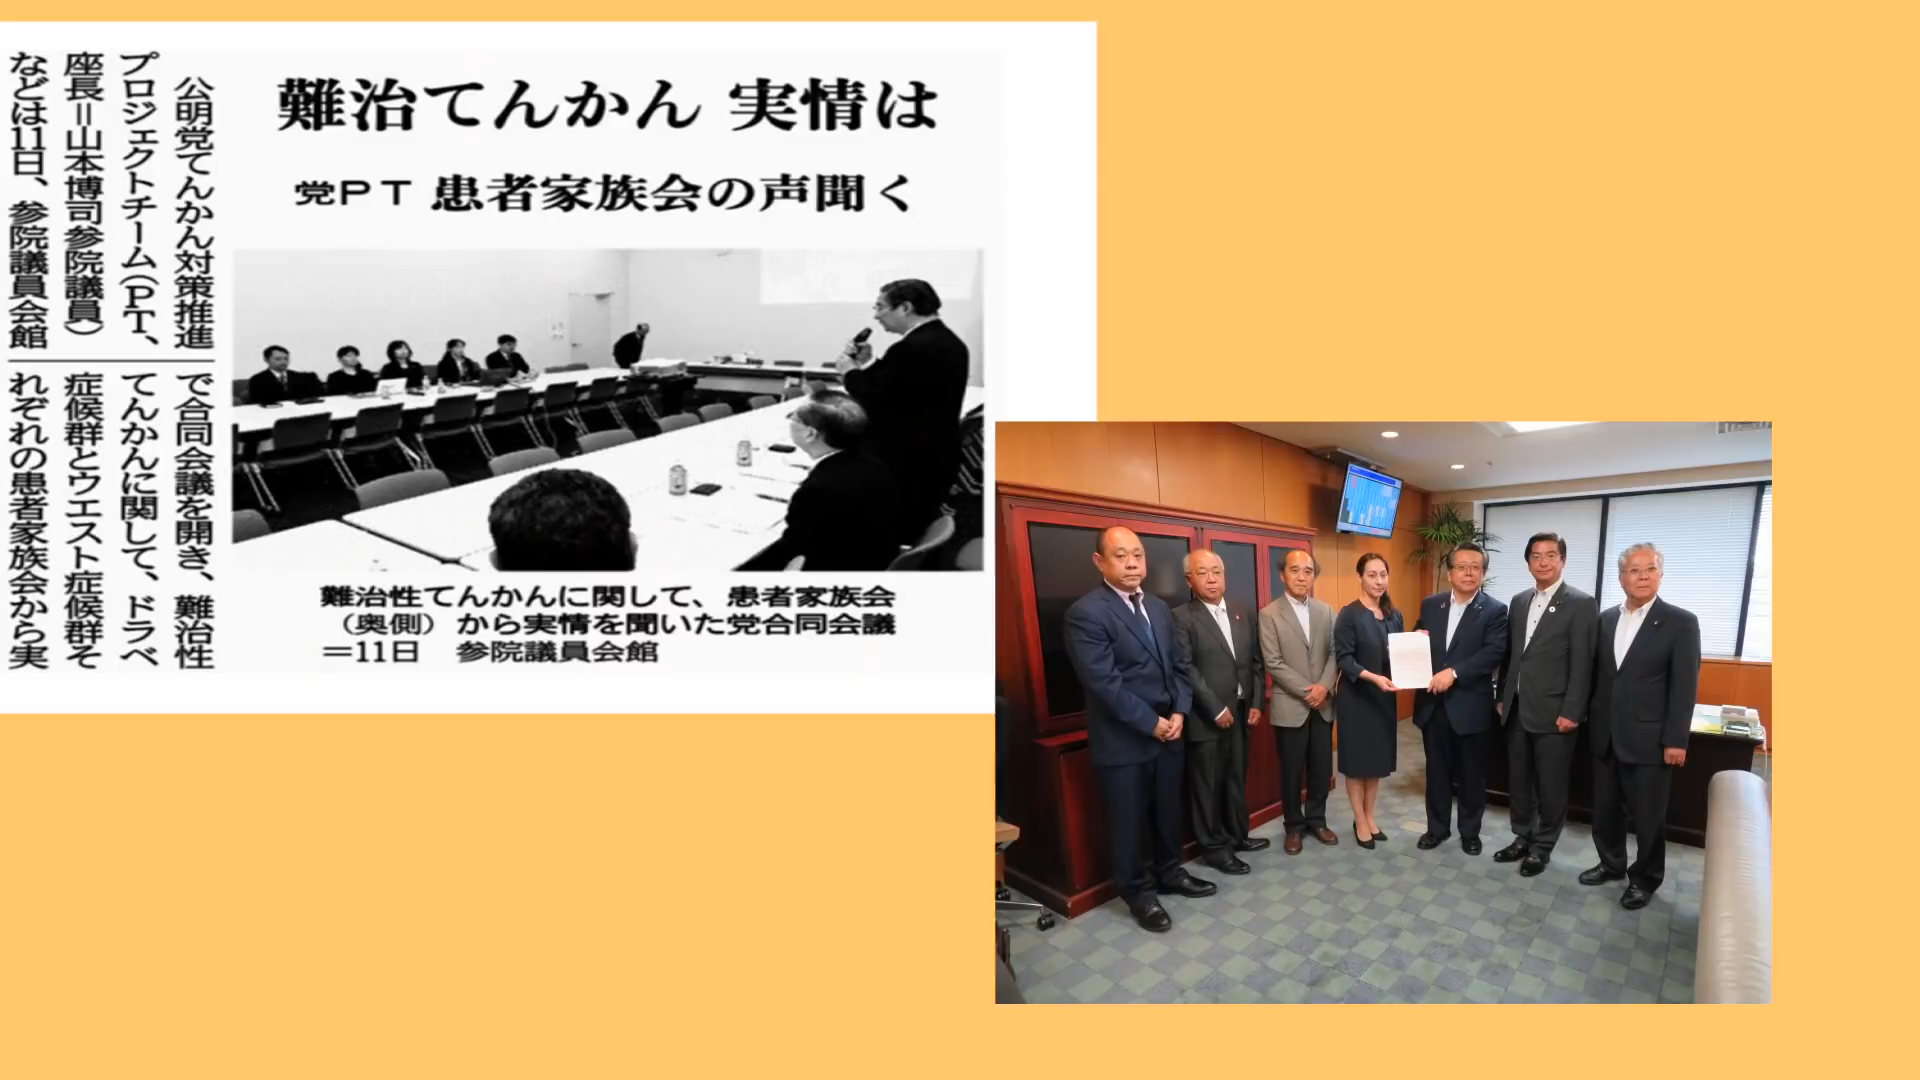 難治てんかん 実情は
党PT 患者家族会の声聞く
公明党てんかん対策推進
プロジェクトチーム(PT、
座長＝山本博司参院議員)
などは11日、参院議員会館
で合同会議を開き、難治性
てんかんに関して、ドラベ
症候群とウエスト症候群そ
れぞれの患者家族会から実
難治性てんかんに関して、患者家族会
(奥側)から実情を聞いた党合同会議
＝11日 参院議員会館